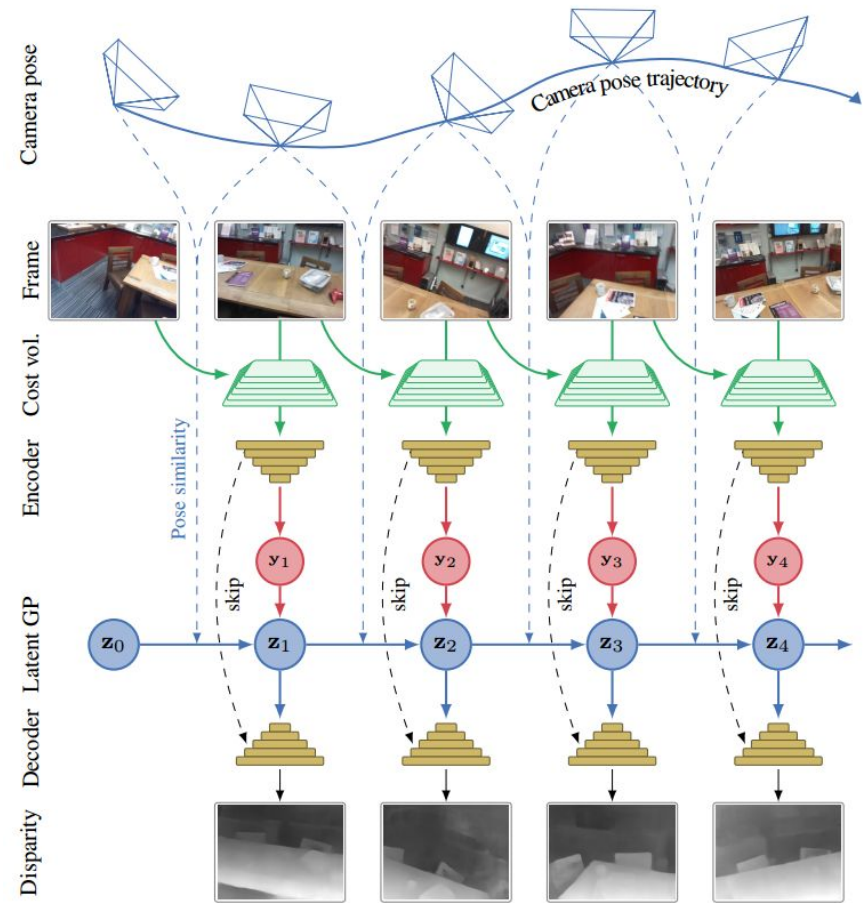 Camera pose
Camera pose trajectory
Frame
Cost vol.
Encoder
Pose similarity
y₁
y₂
y₃
y₄
skip
skip
skip
skip
Latent GP
z₀
z₁
z₂
z₃
z₄
Decoder
Disparity